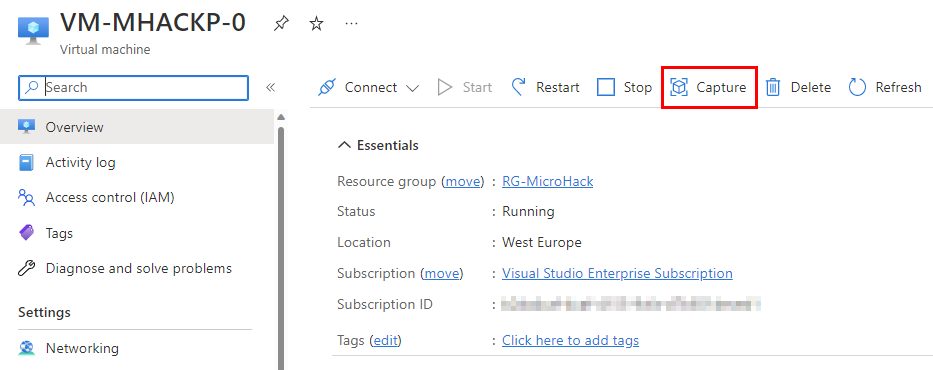 VM-MHACKP-0
Virtual machine
Search
Connect Start Restart Stop Capture Delete Refresh
Overview
Activity log
Access control (IAM)
Tags
Diagnose and solve problems
Settings
Networking
Essentials
Resource group (move) : RG-MicroHack
Status : Running
Location : West Europe
Subscription (move) : Visual Studio Enterprise Subscription
Subscription ID :
Tags (edit) : Click here to add tags